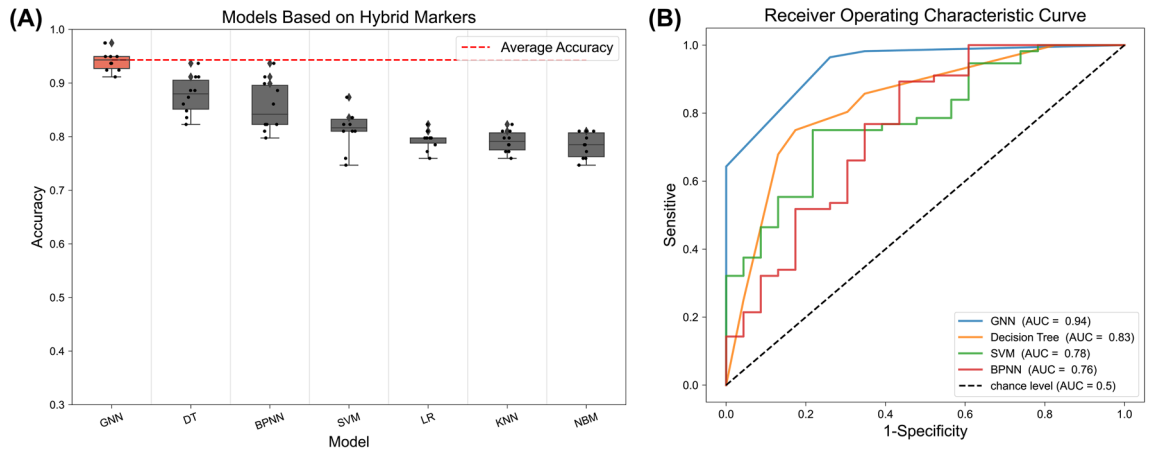 (A)
Models Based on Hybrid Markers
Average Accuracy
1.0
0.9
0.8
0.7
0.6
0.5
0.4
0.3
Accuracy
GNN
DT
BPNN
SVM
LR
KNN
NBM
Model
(B)
Receiver Operating Characteristic Curve
1.0
0.8
0.6
0.4
0.2
0.0
Sensitive
GNN (AUC = 0.94)
Decision Tree (AUC = 0.83)
SVM (AUC = 0.78)
BPNN (AUC = 0.76)
chance level (AUC = 0.5)
0.0
0.2
0.4
0.6
0.8
1.0
1-Specificity